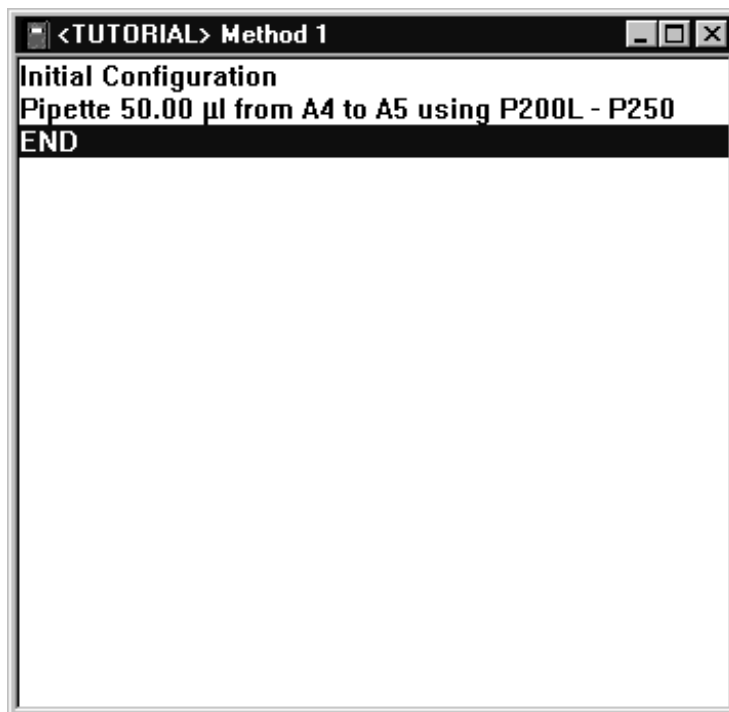 <TUTORIAL> Method 1
Initial Configuration
Pipette 50.00 µl from A4 to A5 using P200L - P250
END